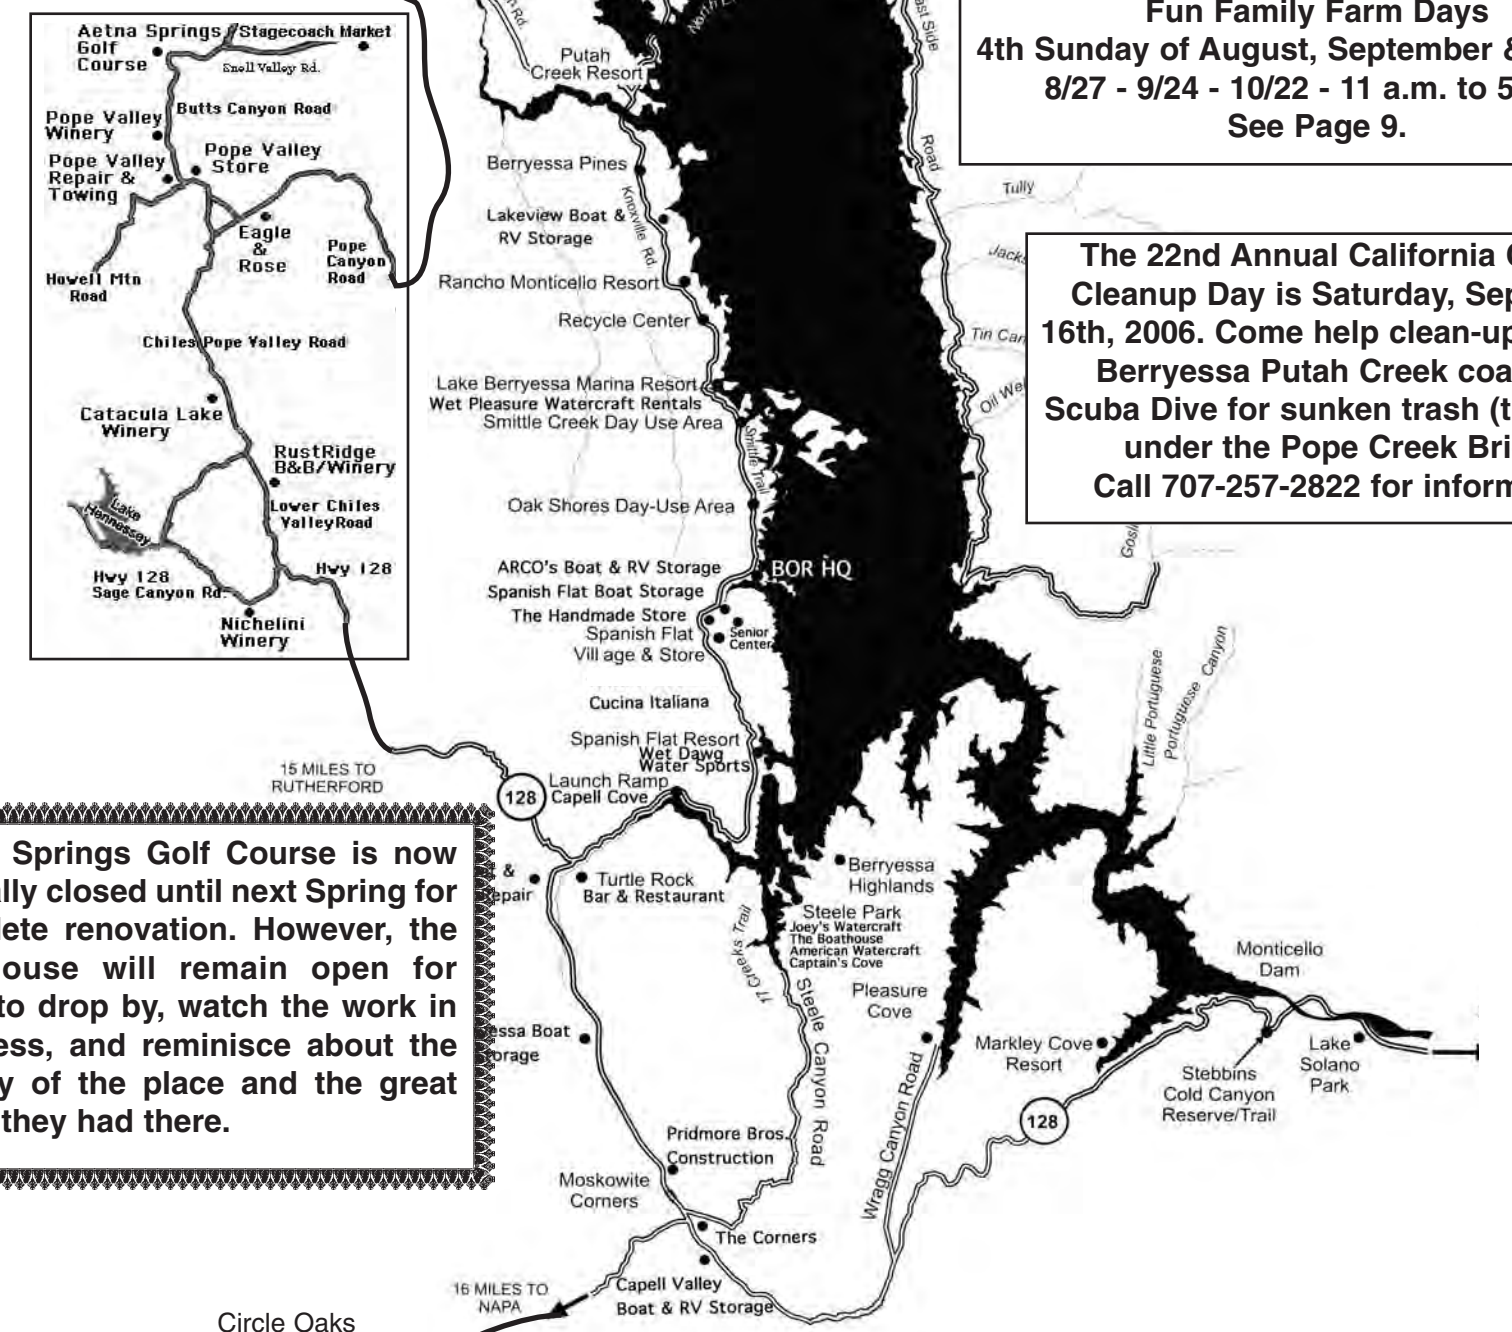 Aetna Springs
Golf
Course
Stagecoach Market
Snell Valley Rd.
Butts Canyon Road
Pope Valley
Winery
Pope Valley
Store
Pope Valley
Repair &
Towing
Eagle
&
Rose
Pope
Canyon
Road
Howell Mtn
Road
Chiles Pope Valley Road
Catacula Lake
Winery
RustRidge
B&B/Winery
Lake
Hennessey
Lower Chiles
Valley Road
Hwy 128
Hwy 128
Sage Canyon Rd.
Nichelini
Winery
Rd.
Putah
Creek Resort
North
Side
Road
Berryessa Pines
Knoxville Rd.
Lakeview Boat &
RV Storage
Rancho Monticello Resort
Recycle Center
Lake Berryessa Marina Resort
Wet Pleasure Watercraft Rentals
Smittle Creek Day Use Area
Smittle Trail
Oak Shores Day-Use Area
ARCO's Boat & RV Storage
BOR HQ
Spanish Flat Boat Storage
The Handmade Store
Spanish Flat
Village & Store
Senior
Center
Cucina Italiana
Spanish Flat Resort
Wet Dawg
Water Sports
15 MILES TO
RUTHERFORD
128
Launch Ramp
Capell Cove
Fun Family Farm Days
4th Sunday of August, September &
8/27 - 9/24 - 10/22 - 11 a.m. to 5
See Page 9.
Tully
Tin
Oil
The 22nd Annual California
Cleanup Day is Saturday,
16th, 2006. Come help clean-up
Berryessa Putah Creek
Scuba Dive for sunken trash
under the Pope Creek
Call 707-257-2822 for
Little Portuguese
Portuguese Canyon
Springs Golf Course is now
closed until next Spring for
renovation. However, the
will remain open for
to drop by, watch the work in
and reminisce about the
of the place and the great
they had there.
&
Turtle Rock
Bar & Restaurant
Berryessa
Highlands
Steele Park
Joey's Watercraft
The Boathouse
American Watercraft
Captain's Cove
17 Creeks Trail
Steele Canyon Road
Pleasure
Cove
Boat
Wragg Canyon Road
Markley Cove
Resort
Monticello
Dam
Stebbins
Cold Canyon
Reserve/Trail
Lake
Solano
Park
128
Pridmore Bros.
Construction
Moskowite
Corners
The Corners
Capell Valley
Boat & RV Storage
16 MILES TO
NAPA
Circle Oaks